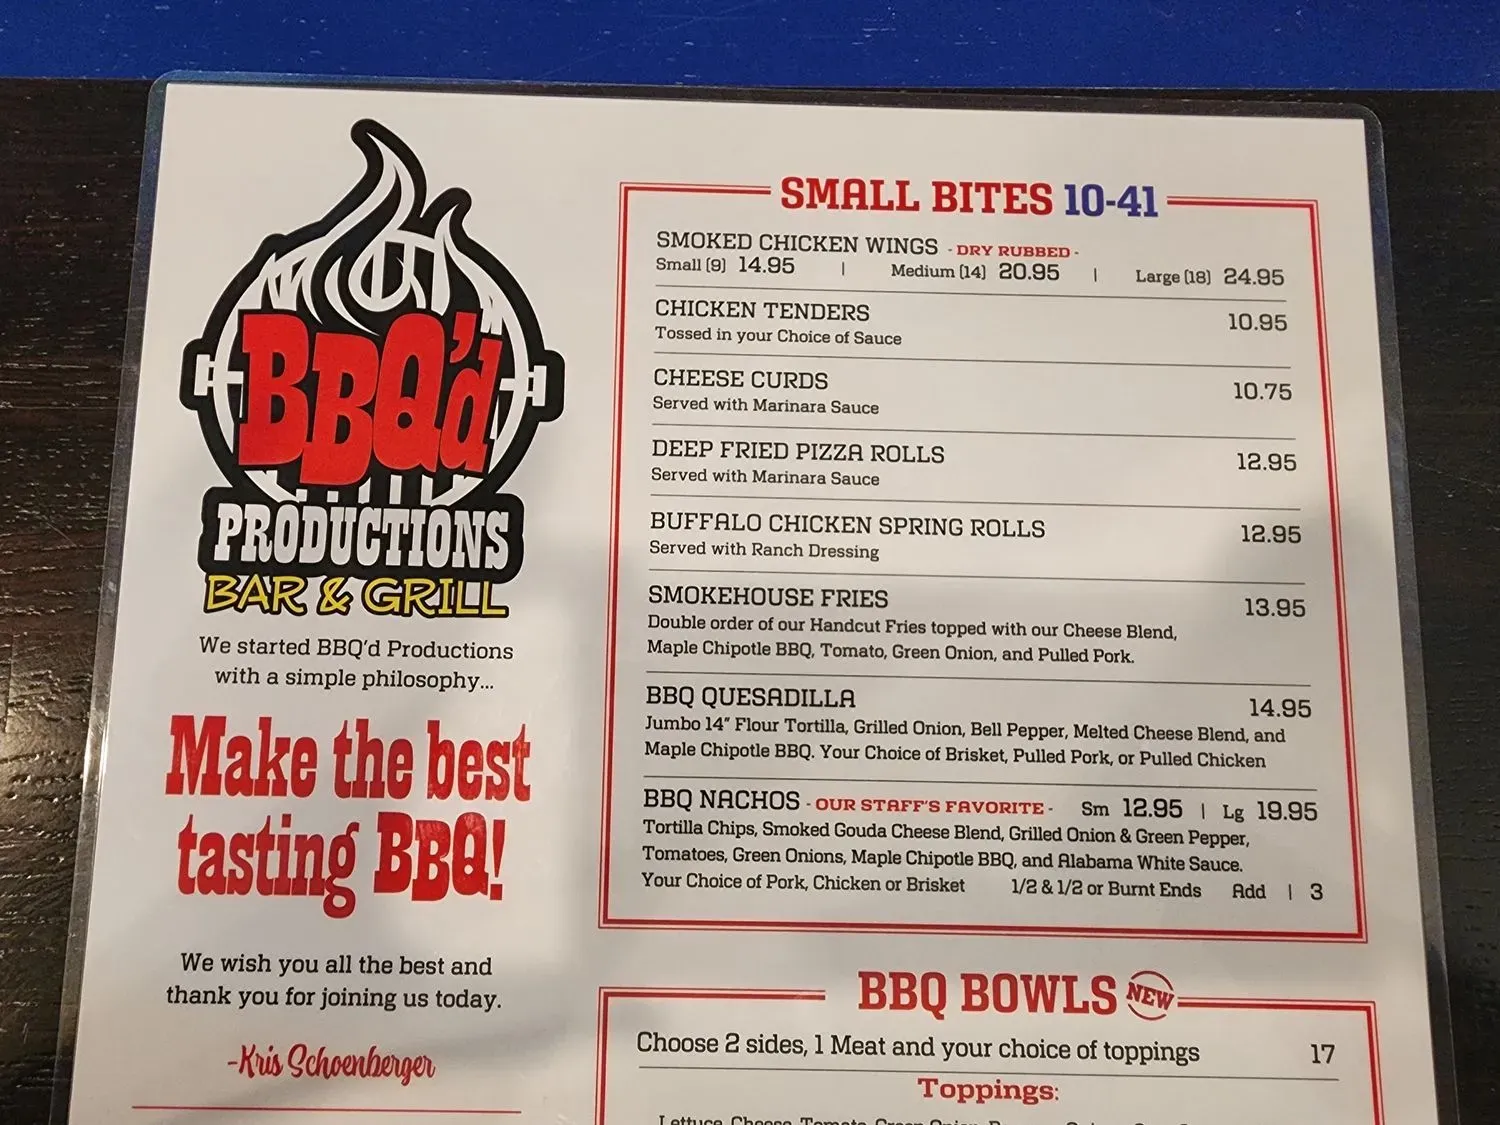 BBQ'd
PRODUCTIONS
BAR & GRILL
We started BBQ'd Productions
with a simple philosophy...
Make the best
tasting BBQ!
We wish you all the best and
thank you for joining us today.
-Kris Schoenberger
SMALL BITES 10-41
SMOKED CHICKEN WINGS - DRY RUBBED -
Small (9) 14.95 | Medium (14) 20.95 | Large (18) 24.95
CHICKEN TENDERS 10.95
Tossed in your Choice of Sauce
CHEESE CURDS 10.75
Served with Marinara Sauce
DEEP FRIED PIZZA ROLLS 12.95
Served with Marinara Sauce
BUFFALO CHICKEN SPRING ROLLS 12.95
Served with Ranch Dressing
SMOKEHOUSE FRIES 13.95
Double order of our Handcut Fries topped with our Cheese Blend,
Maple Chipotle BBQ, Tomato, Green Onion, and Pulled Pork.
BBQ QUESADILLA 14.95
Jumbo 14" Flour Tortilla, Grilled Onion, Bell Pepper, Melted Cheese Blend, and
Maple Chipotle BBQ. Your Choice of Brisket, Pulled Pork, or Pulled Chicken
BBQ NACHOS - OUR STAFF'S FAVORITE - Sm 12.95 | Lg 19.95
Tortilla Chips, Smoked Gouda Cheese Blend, Grilled Onion & Green Pepper,
Tomatoes, Green Onions, Maple Chipotle BBQ, and Alabama White Sauce.
Your Choice of Pork, Chicken or Brisket 1/2 & 1/2 or Burnt Ends Add | 3
BBQ BOWLS NEW
Choose 2 sides, 1 Meat and your choice of toppings 17
Toppings:
Lettuce, Cheese, Tomato, Green Onion,